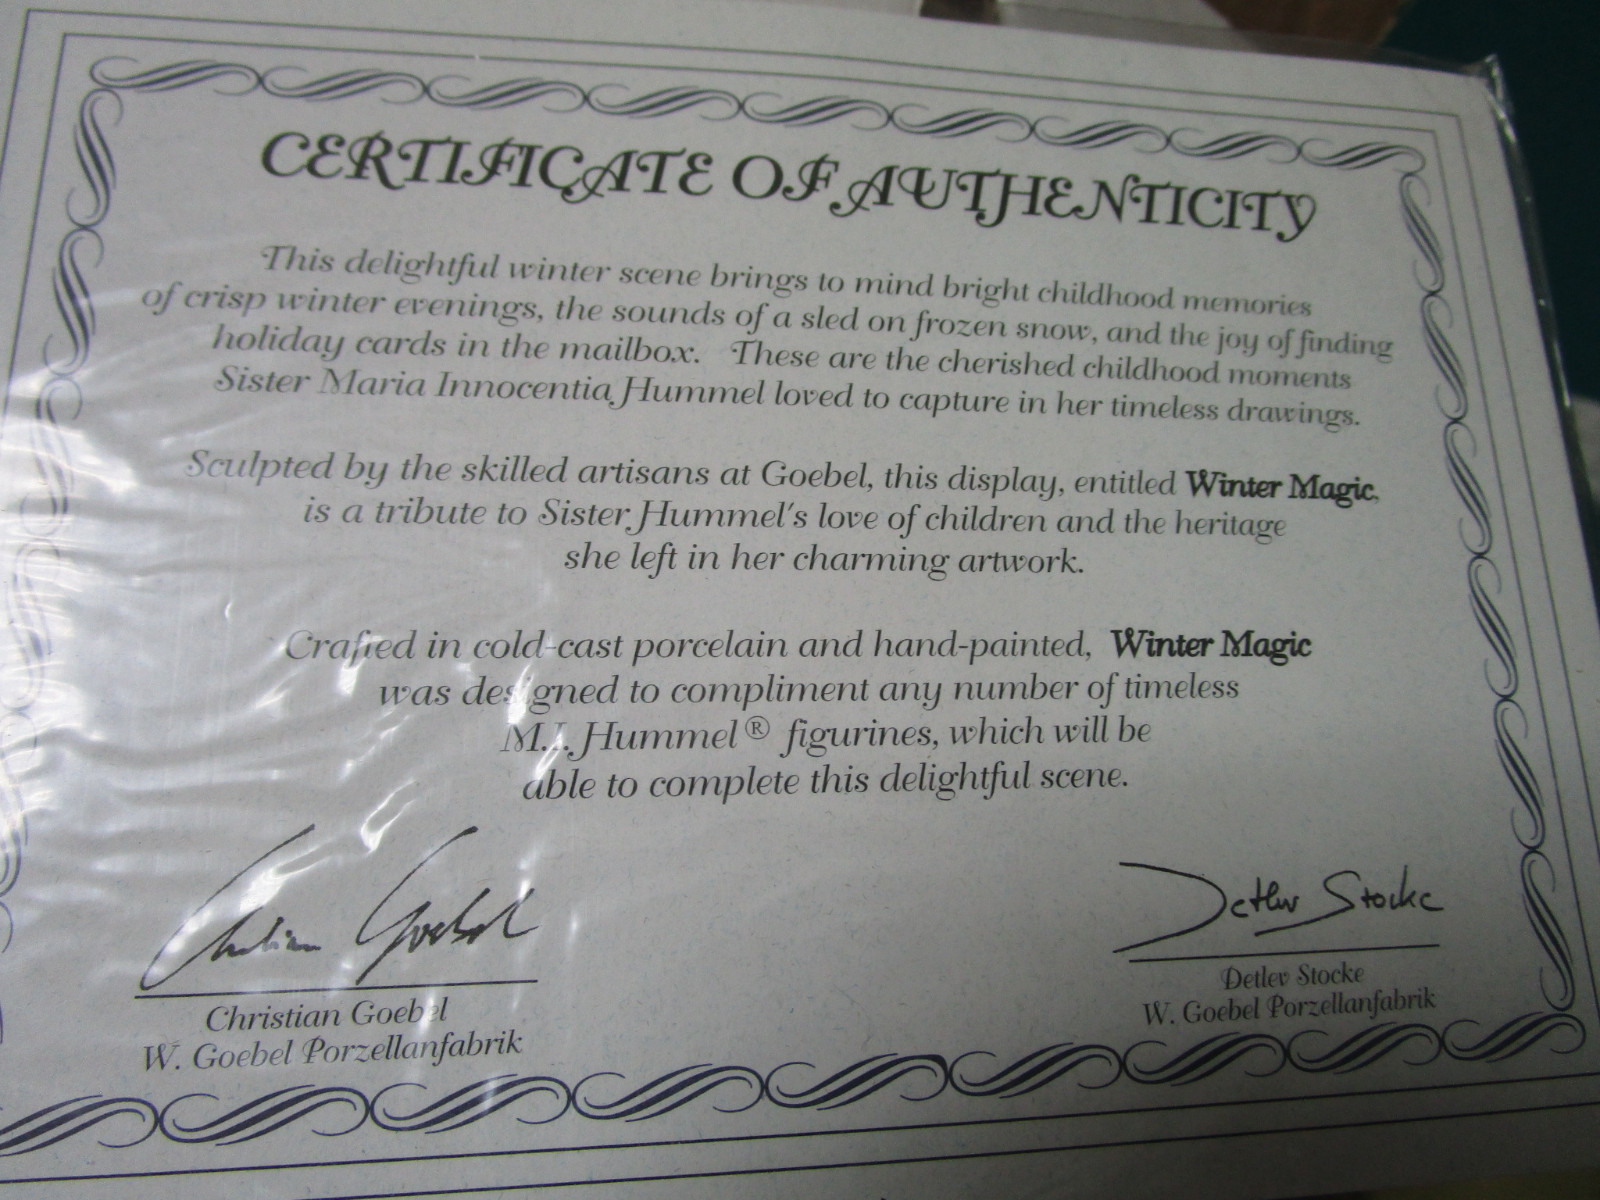 CERTIFICATE OF AUTHENTICITY
This delightful winter scene brings to mind bright childhood memories
of crisp winter evenings, the sounds of a sled on frozen snow, and the joy of finding
holiday cards in the mailbox. These are the cherished childhood moments
Sister Maria Innocentia Hummel loved to capture in her timeless drawings.
Sculpted by the skilled artisans at Goebel, this display, entitled Winter Magic,
is a tribute to Sister Hummel's love of children and the heritage
she left in her charming artwork.
Crafted in cold-cast porcelain and hand-painted, Winter Magic
was designed to compliment any number of timeless
M.I. Hummel® figurines, which will be
able to complete this delightful scene.
Christian Goebel
Detlev Stocke
Christian Goebel
W. Goebel Porzellanfabrik
Detlev Stocke
W. Goebel Porzellanfabrik